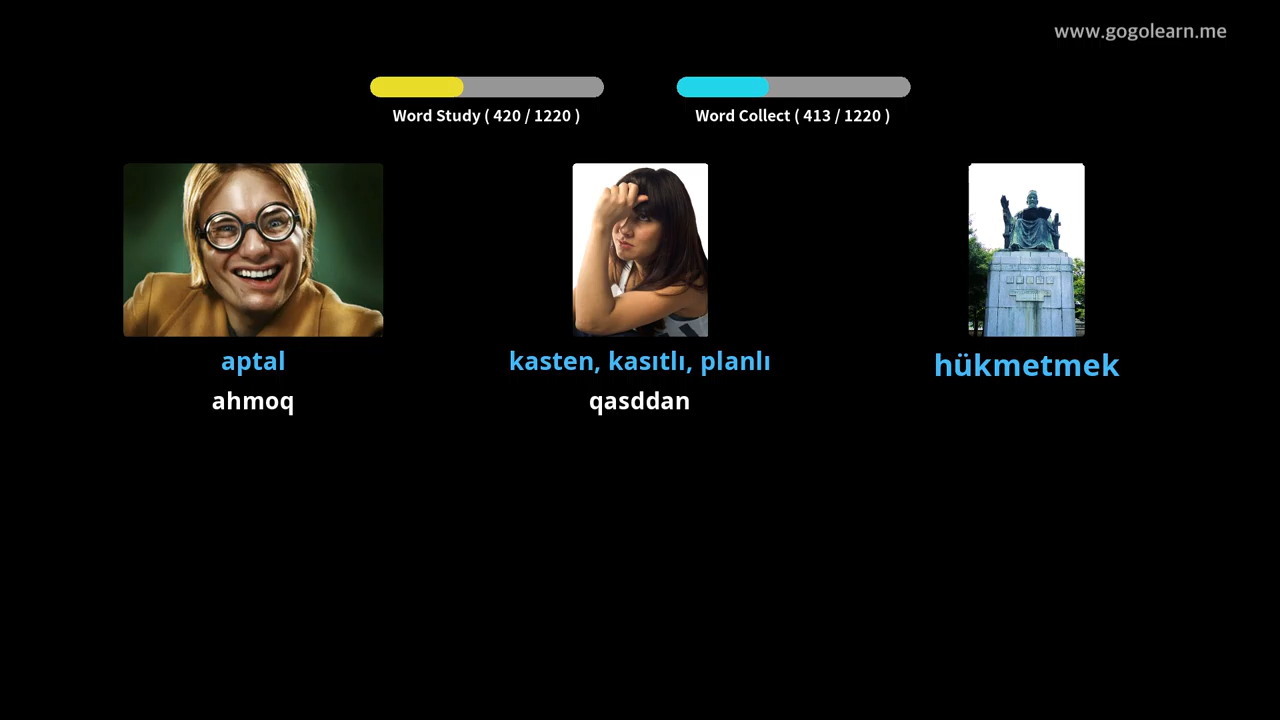 www.gogolearn.me
Word Study ( 420 / 1220 )
Word Collect ( 413 / 1220 )
aptal
ahmoq
kasten, kasıtlı, planlı
qasddan
hükmetmek